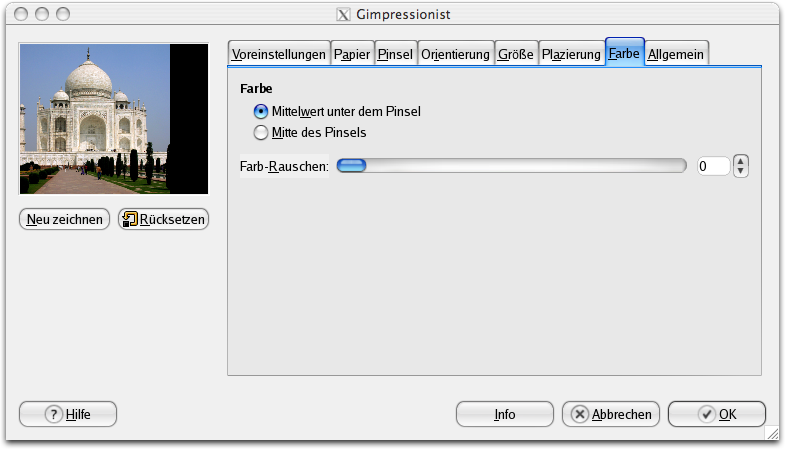 Gimpressionist
Voreinstellungen Papier Pinsel Orientierung Größe Plazierung Farbe Allgemein
Farbe
Mittelwert unter dem Pinsel
Mitte des Pinsels
Farb-Rauschen: 0
Neu zeichnen Rücksetzen
Hilfe Info Abbrechen OK